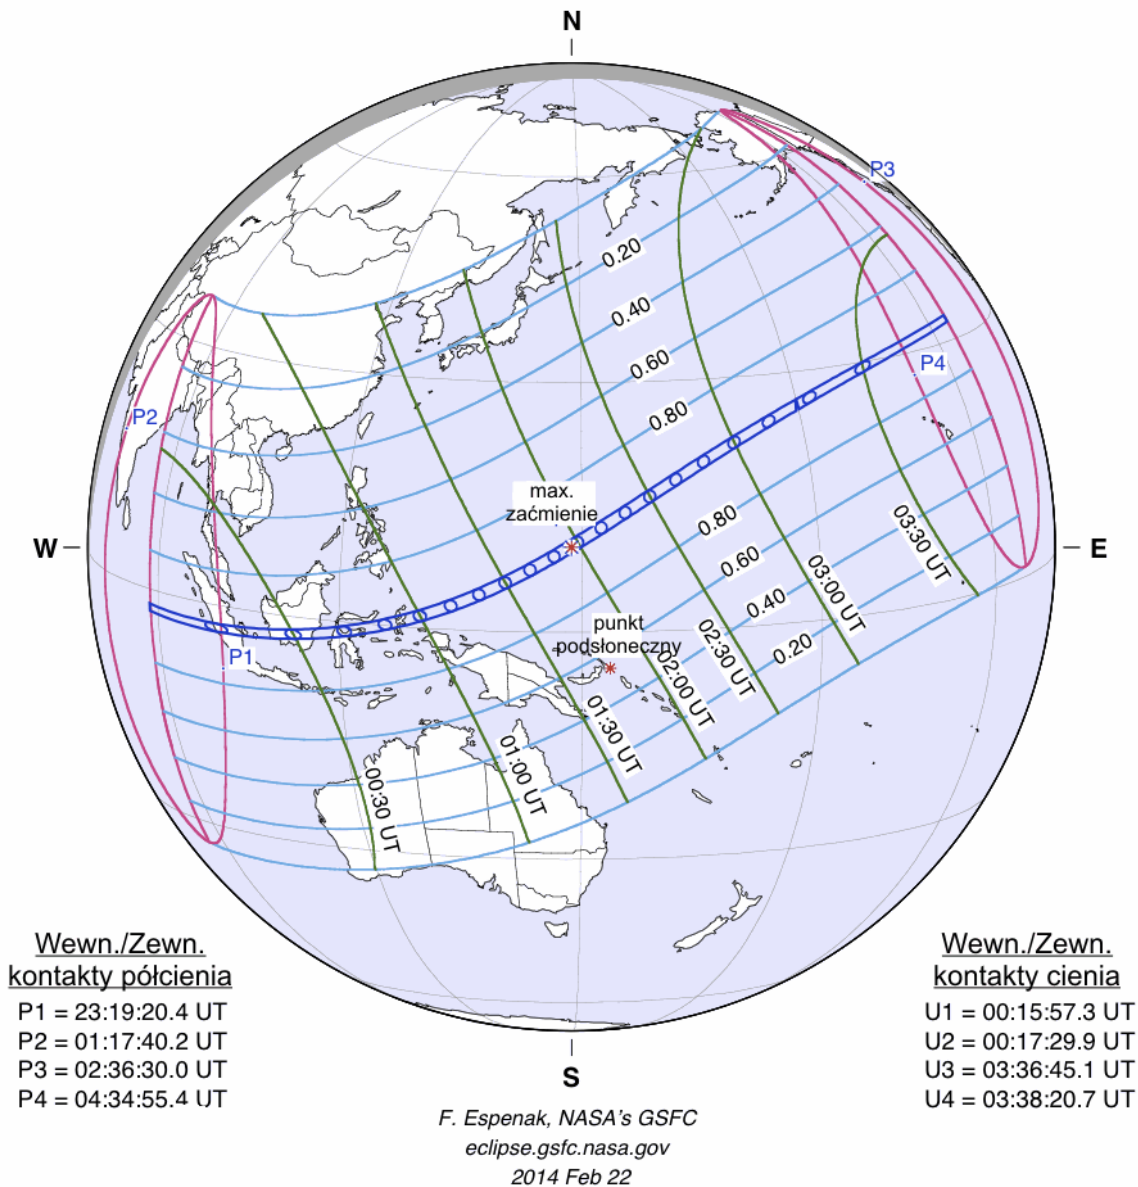 N
P3
0.20
0.40
0.60
P4
P2
0.80
max.
zaćmienie
0.80
03:30 UT
W
E
0.60
03:00 UT
0.40
punkt
podsłoneczny
02:30 UT
0.20
P1
02:00 UT
01:30 UT
01:00 UT
00:30 UT
Wewn./Zewn.
kontakty półcienia
P1 = 23:19:20.4 UT
P2 = 01:17:40.2 UT
P3 = 02:36:30.0 UT
P4 = 04:34:55.4 UT
Wewn./Zewn.
kontakty cienia
U1 = 00:15:57.3 UT
U2 = 00:17:29.9 UT
U3 = 03:36:45.1 UT
U4 = 03:38:20.7 UT
S
F. Espenak, NASA's GSFC
eclipse.gsfc.nasa.gov
2014 Feb 22